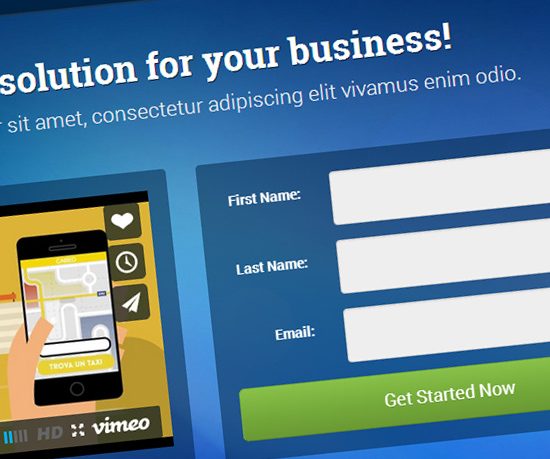 solution for your business!
sit amet, consectetur adipiscing elit vivamus enim odio.
First Name:
Last Name:
Email:
Get Started Now
TROVA UN TAXI
HD vimeo